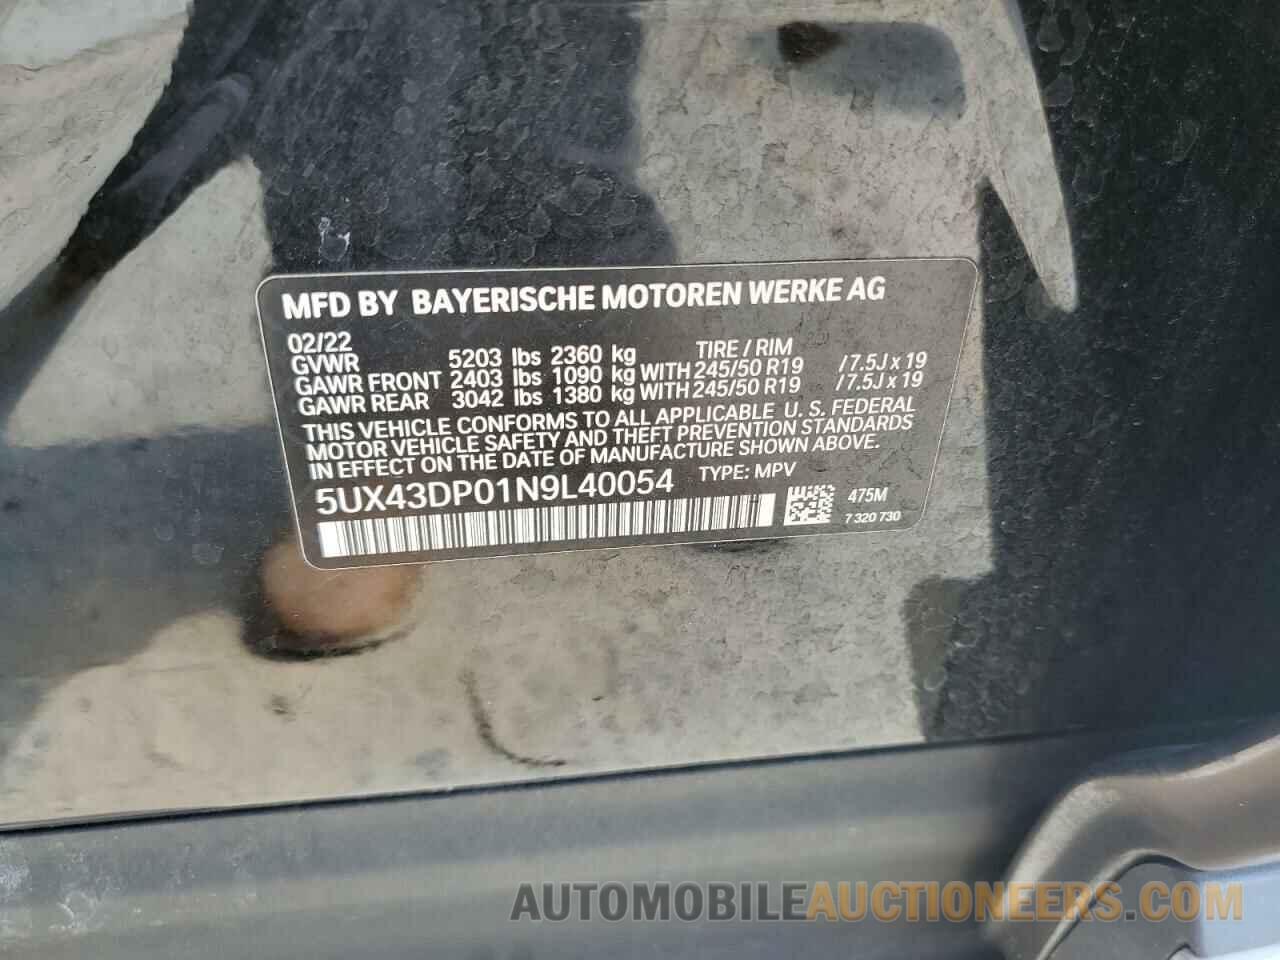 MFD BY BAYERISCHE MOTOREN WERKE AG
02/22
GVWR 5203 lbs 2360 kg TIRE / RIM
GAWR FRONT 2403 lbs 1090 kg WITH 245/50 R19 / 7.5J x 19
GAWR REAR 3042 lbs 1380 kg WITH 245/50 R19 / 7.5J x 19
THIS VEHICLE CONFORMS TO ALL APPLICABLE U. S. FEDERAL
MOTOR VEHICLE SAFETY AND THEFT PREVENTION STANDARDS
IN EFFECT ON THE DATE OF MANUFACTURE SHOWN ABOVE.
5UX43DP01N9L40054 TYPE: MPV
475M
7 320 730
AUTOMOBILEAUCTIONEERS.COM